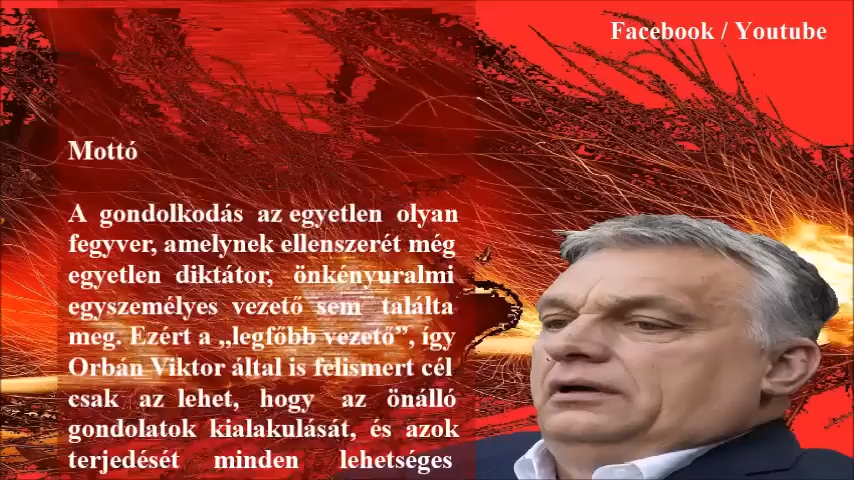 Facebook / Youtube
Mottó
A gondolkodás az egyetlen olyan
fegyver, amelynek ellenszerét még
egyetlen diktátor, önkényuralmi
egyszemélyes vezető sem találta
meg. Ezért a „legfőbb vezető”, így
Orbán Viktor által is felismert cél
csak az lehet, hogy az önálló
gondolatok kialakulását, és azok
terjedését minden lehetséges